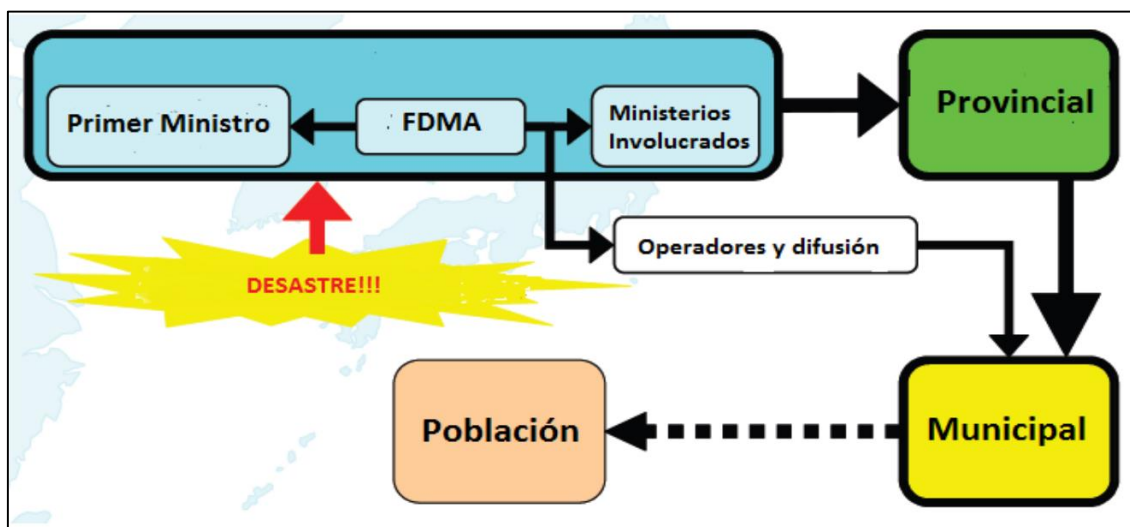 Primer Ministro
FDMA
Ministerios
Involucrados
Provincial
Operadores y difusión
DESASTRE!!!
Población
Municipal